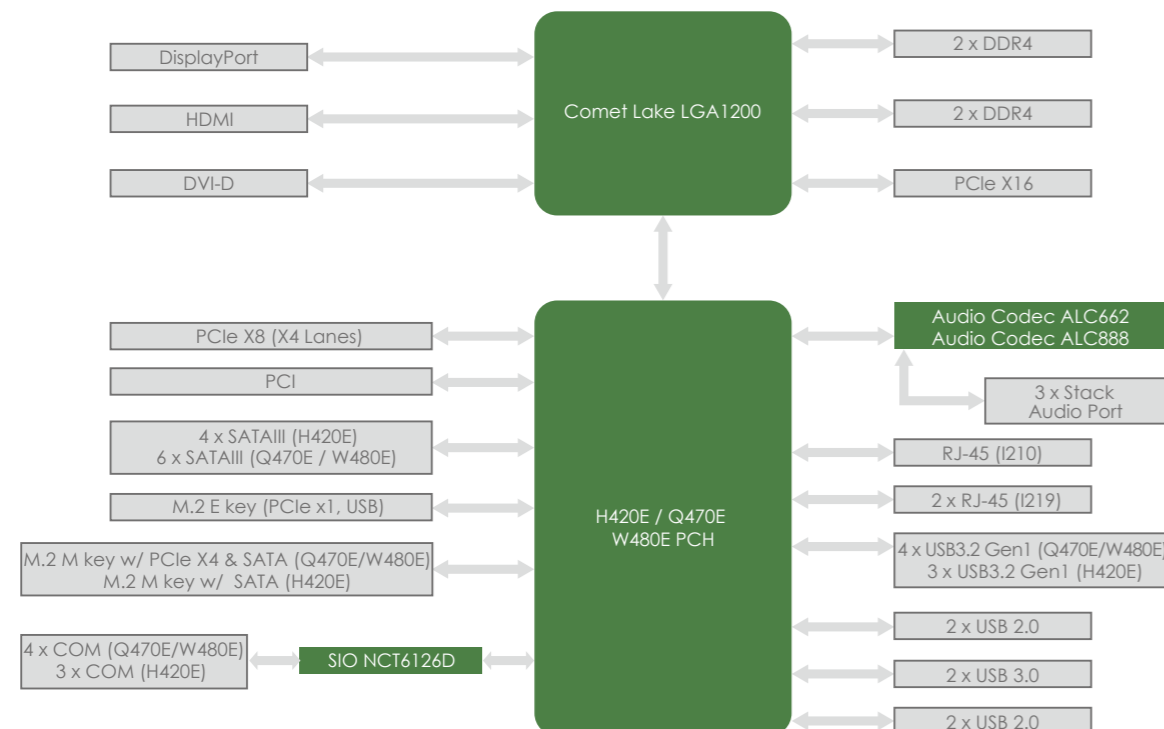 DisplayPort
HDMI
DVI-D
Comet Lake LGA1200
2 x DDR4
2 x DDR4
PCIe X16
PCIe X8 (X4 Lanes)
PCI
4 x SATAIII (H420E)
6 x SATAIII (Q470E / W480E)
M.2 E key (PCIe x1, USB)
M.2 M key w/ PCIe X4 & SATA (Q470E/W480E)
M.2 M key w/ SATA (H420E)
4 x COM (Q470E/W480E)
3 x COM (H420E)
SIO NCT6126D
H420E / Q470E
W480E PCH
Audio Codec ALC662
Audio Codec ALC888
3 x Stack
Audio Port
RJ-45 (I210)
2 x RJ-45 (I219)
4 x USB3.2 Gen1 (Q470E/W480E)
3 x USB3.2 Gen1 (H420E)
2 x USB 2.0
2 x USB 3.0
2 x USB 2.0